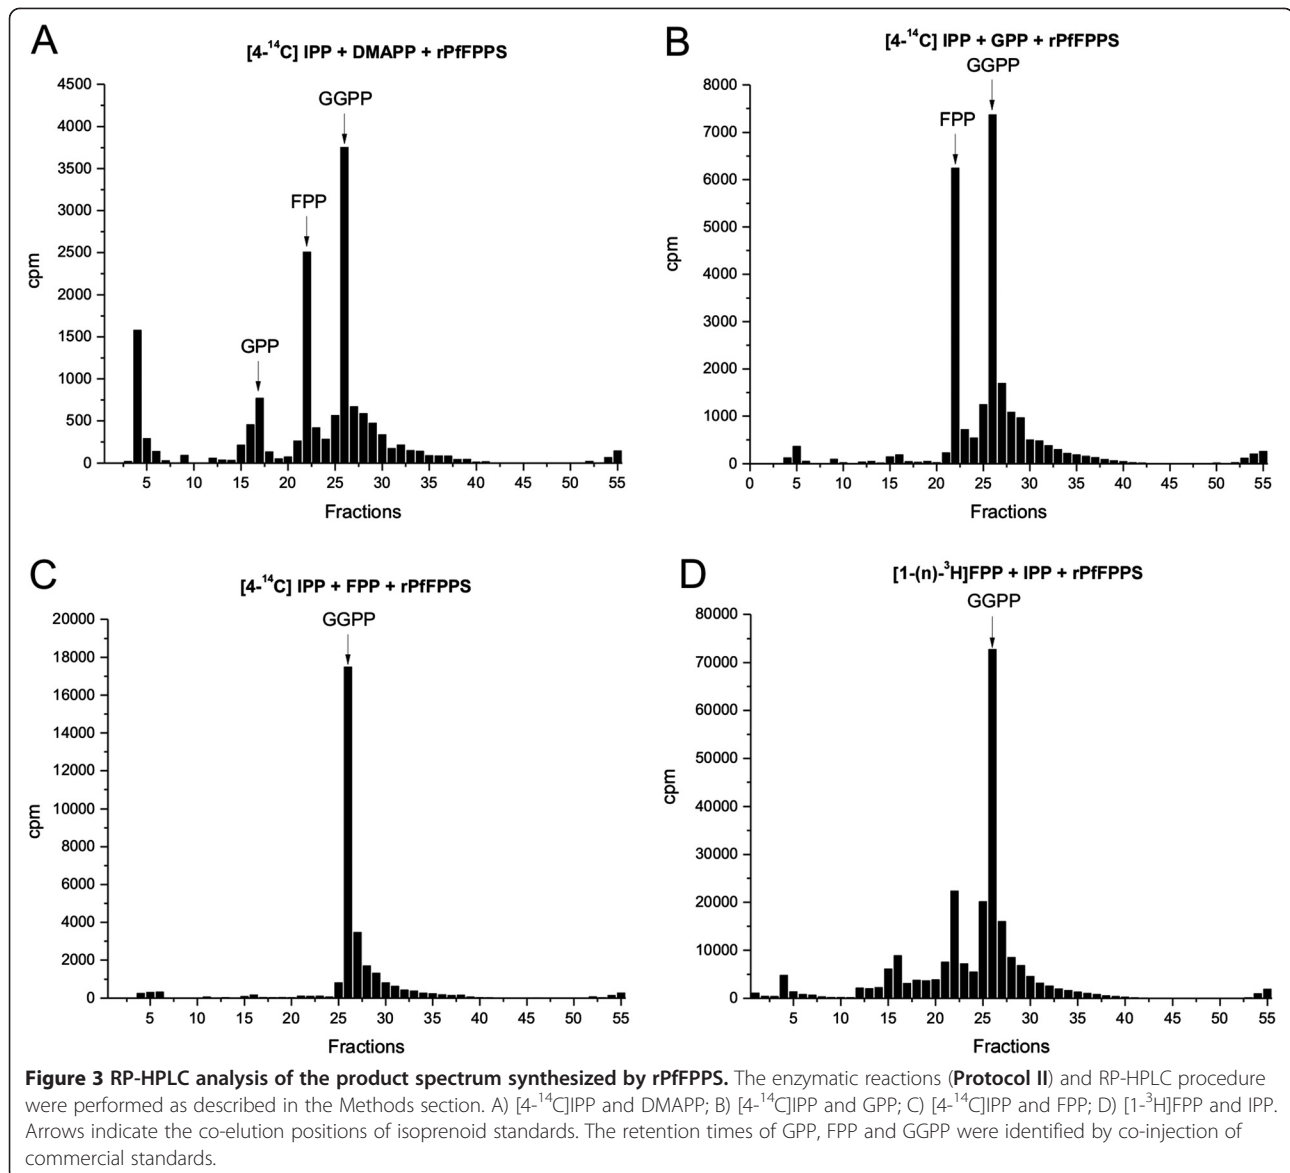 A
[4-¹⁴C] IPP + DMAPP + rPfFPPS
4500
4000
3500
3000
2500
2000
1500
1000
500
0
cpm
GPP
FPP
GGPP
5 10 15 20 25 30 35 40 45 50 55
Fractions
B
[4-¹⁴C] IPP + GPP + rPfFPPS
8000
7000
6000
5000
4000
3000
2000
1000
0
cpm
FPP
GGPP
0 5 10 15 20 25 30 35 40 45 50 55
Fractions
C
[4-¹⁴C] IPP + FPP + rPfFPPS
20000
18000
16000
14000
12000
10000
8000
6000
4000
2000
0
cpm
GGPP
5 10 15 20 25 30 35 40 45 50 55
Fractions
D
[1-(n)-³H]FPP + IPP + rPfFPPS
80000
70000
60000
50000
40000
30000
20000
10000
0
cpm
GGPP
5 10 15 20 25 30 35 40 45 50 55
Fractions
Figure 3 RP-HPLC analysis of the product spectrum synthesized by rPfFPPS. The enzymatic reactions (Protocol II) and RP-HPLC procedure
were performed as described in the Methods section. A) [4-¹⁴C]IPP and DMAPP; B) [4-¹⁴C]IPP and GPP; C) [4-¹⁴C]IPP and FPP; D) [1-³H]FPP and IPP.
Arrows indicate the co-elution positions of isoprenoid standards. The retention times of GPP, FPP and GGPP were identified by co-injection of
commercial standards.